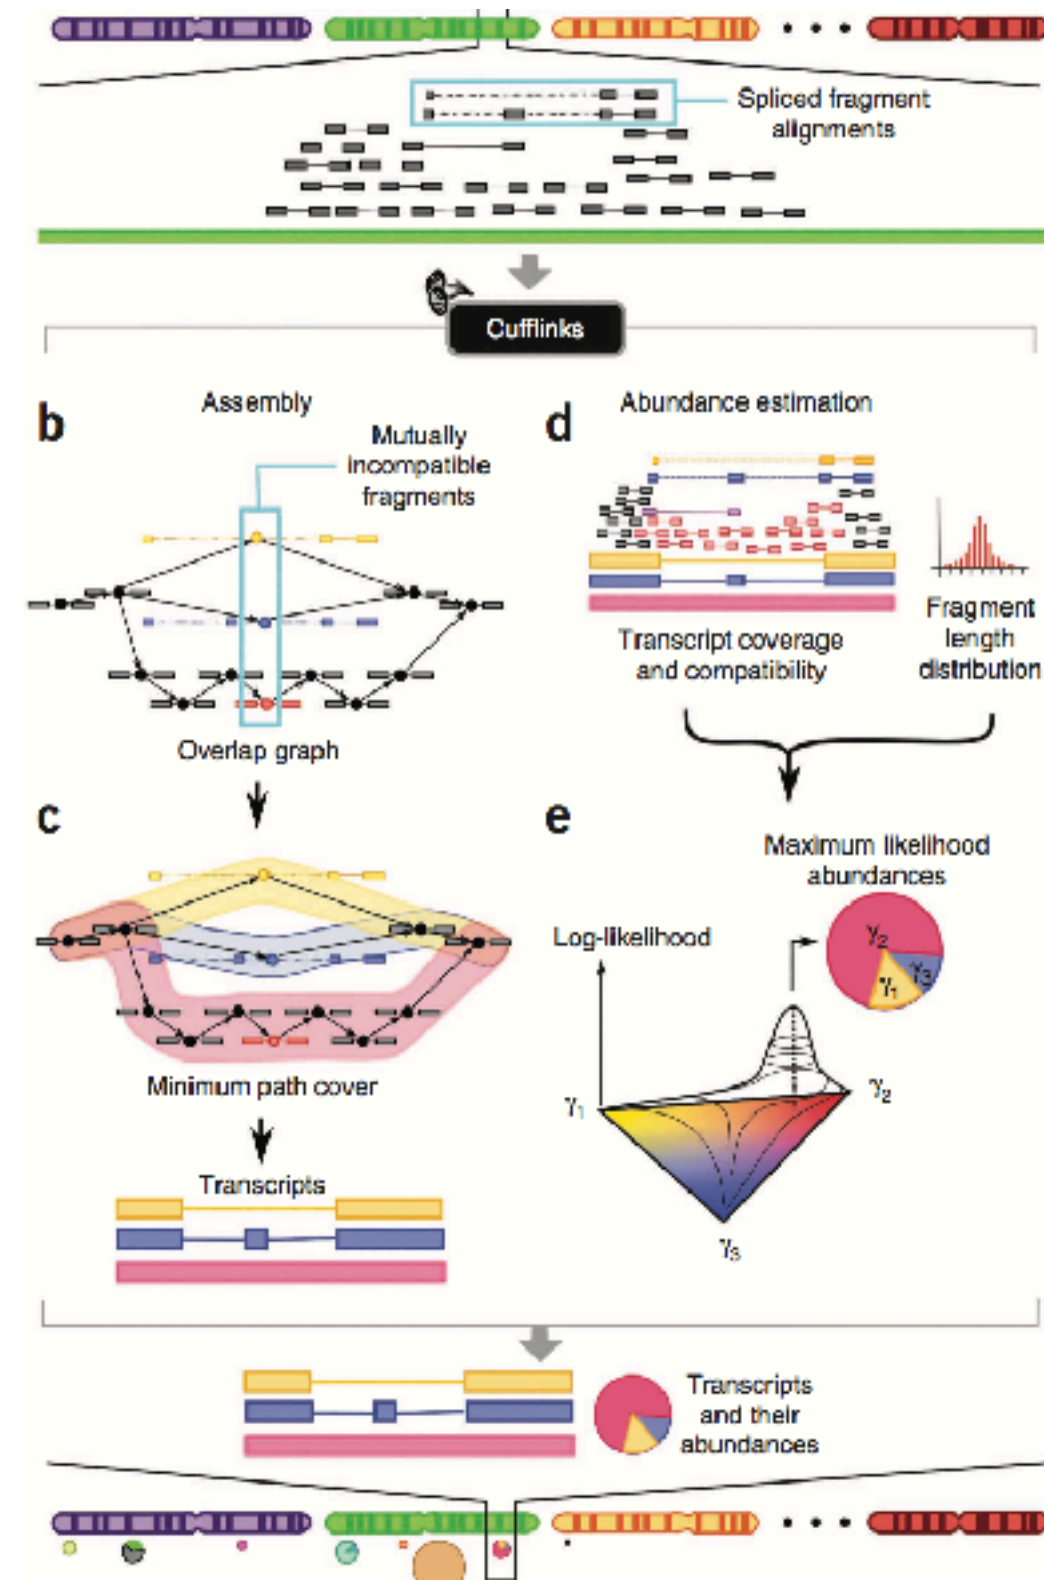 Spliced fragment
alignments
Cufflinks
b
Assembly
Mutually
incompatible
fragments
Overlap graph
d
Abundance estimation
Transcript coverage
and compatibility
Fragment
length
distribution
c
Minimum path cover
Transcripts
e
Maximum likelihood
abundances
Log-likelihood
γ2
γ3
γ1
γ1
γ2
γ3
Transcripts
and their
abundances